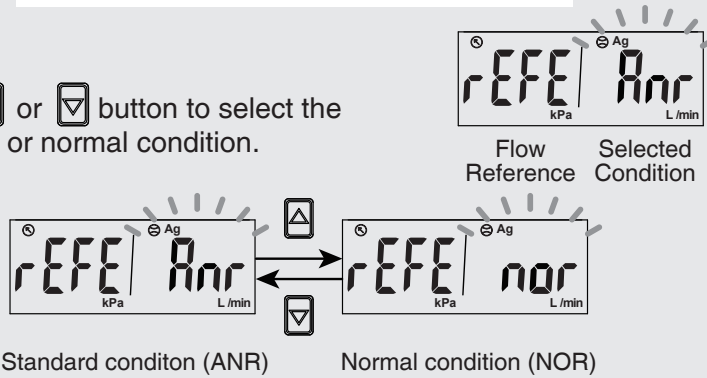 Ag
rEFE Anr
kPa L/min
or button to select the
or normal condition.
Flow Selected
Reference Condition
Ag
rEFE Anr
kPa L/min
Ag
rEFE nor
kPa L/min
Standard conditon (ANR) Normal condition (NOR)